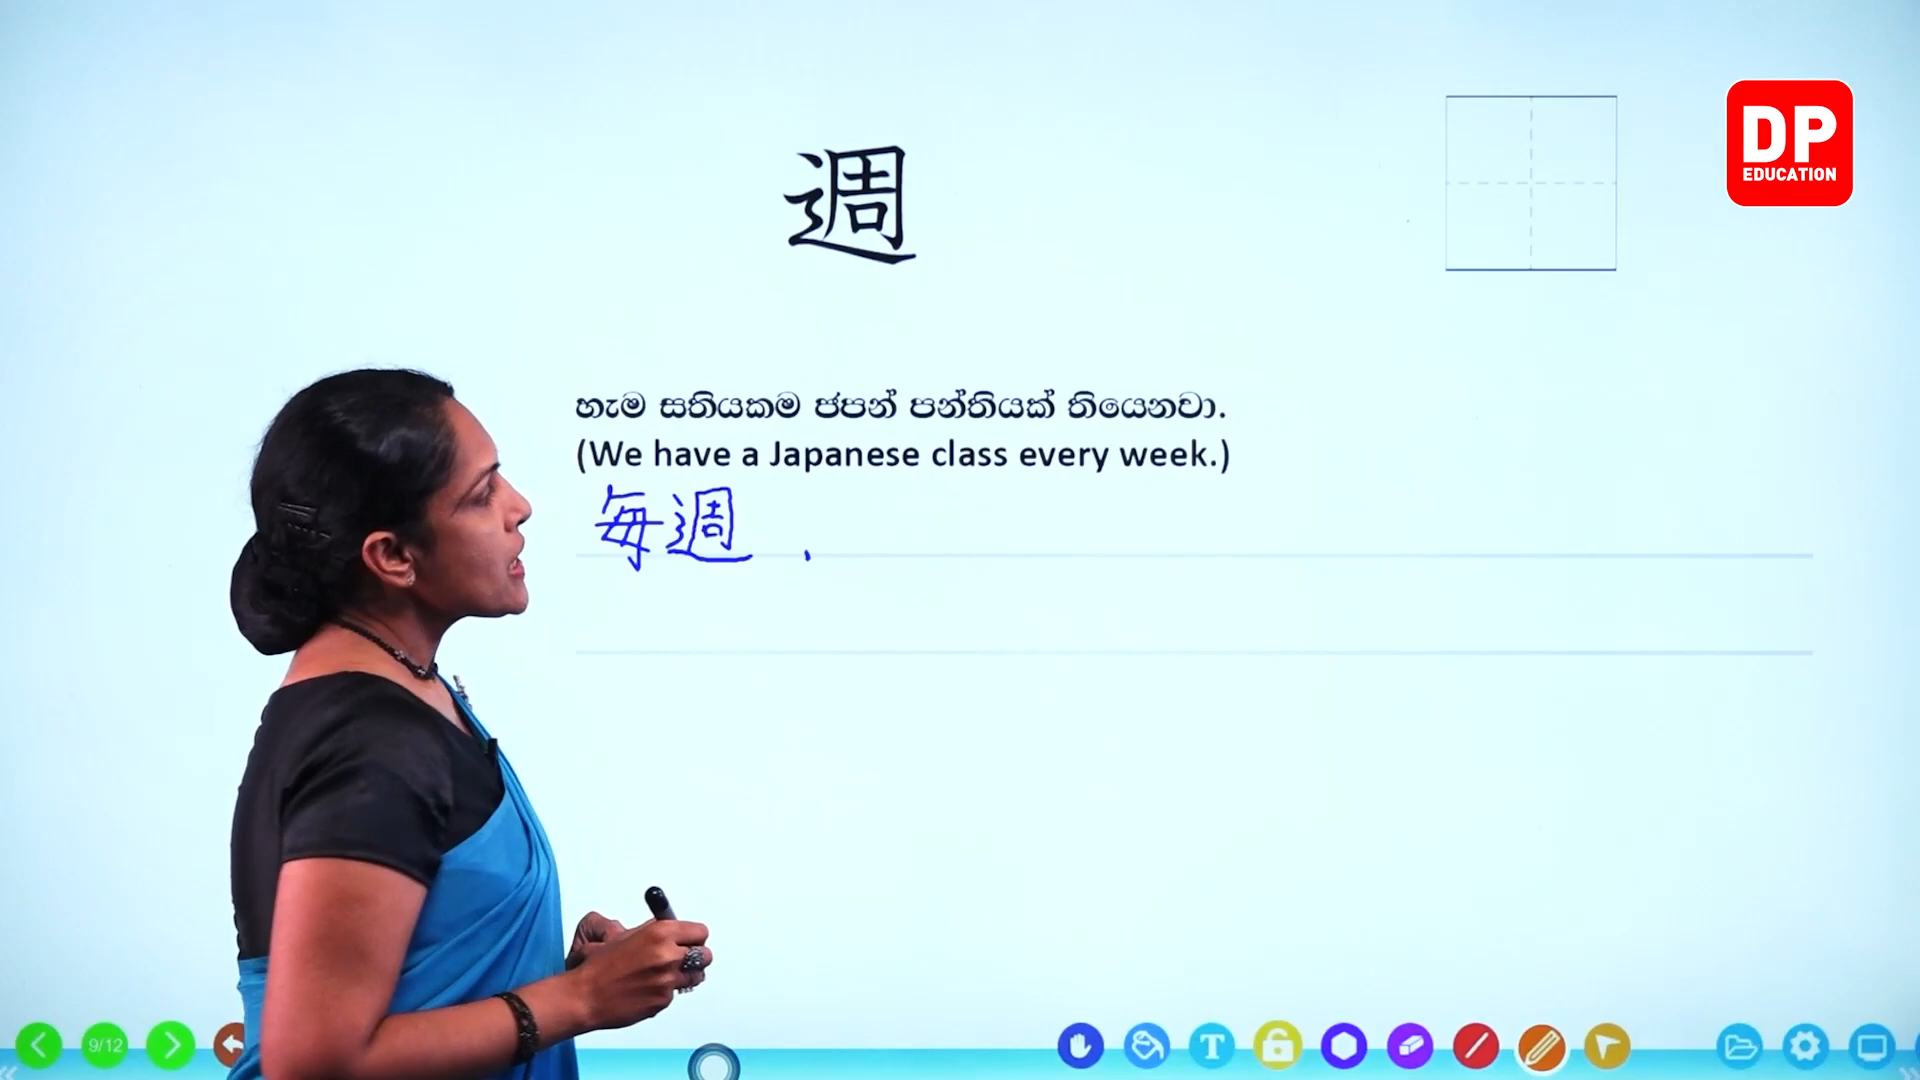 週
DP
EDUCATION
හැම සතියකම ජපන් පන්තියක් තියෙනවා.
(We have a Japanese class every week.)
毎週
9/12
T